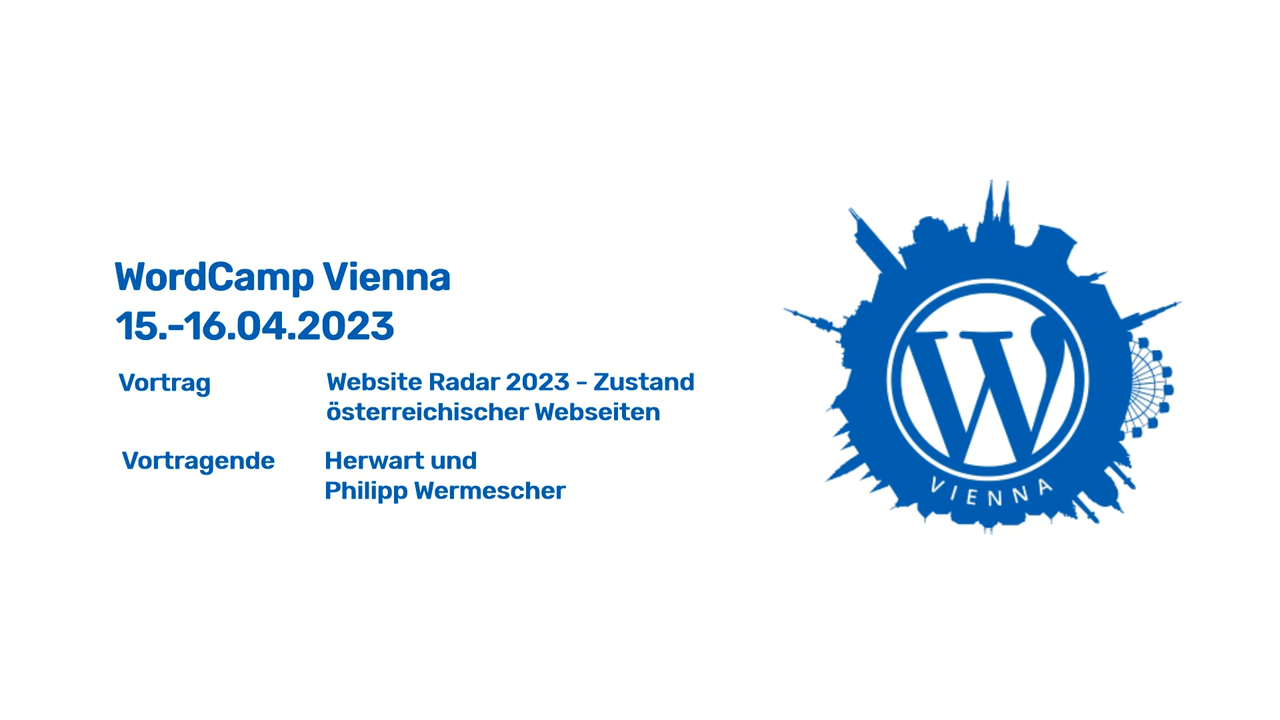 WordCamp Vienna
15.-16.04.2023
Vortrag
Website Radar 2023 - Zustand
österreichischer Webseiten
Vortragende
Herwart und
Philipp Wermescher
W
VIENNA